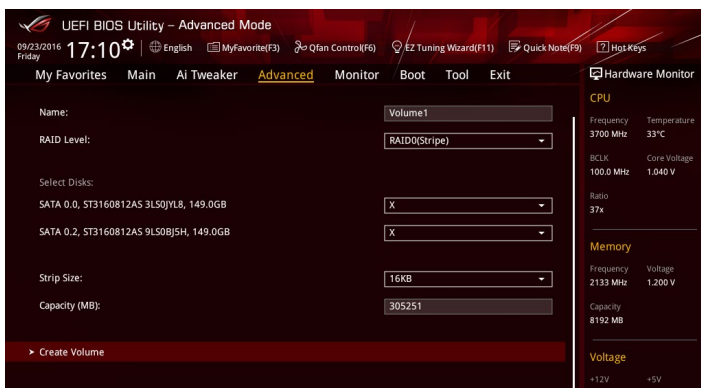 UEFI BIOS Utility – Advanced Mode
09/23/2016 Friday 17:10 English MyFavorite(F3) Qfan Control(F6) EZ Tuning Wizard(F11) Quick Note(F9) ? Hot Keys
My Favorites Main Ai Tweaker Advanced Monitor Boot Tool Exit
Name: Volume1
RAID Level: RAID0(Stripe)
Select Disks:
SATA 0.0, ST3160812AS 3LS0JYL8, 149.0GB X
SATA 0.2, ST3160812AS 9LS0BJ5H, 149.0GB X
Strip Size: 16KB
Capacity (MB): 305251
> Create Volume
Hardware Monitor
CPU
Frequency Temperature
3700 MHz 33°C
BCLK Core Voltage
100.0 MHz 1.040 V
Ratio
37x
Memory
Frequency Voltage
2133 MHz 1.200 V
Capacity
8192 MB
Voltage
+12V +5V